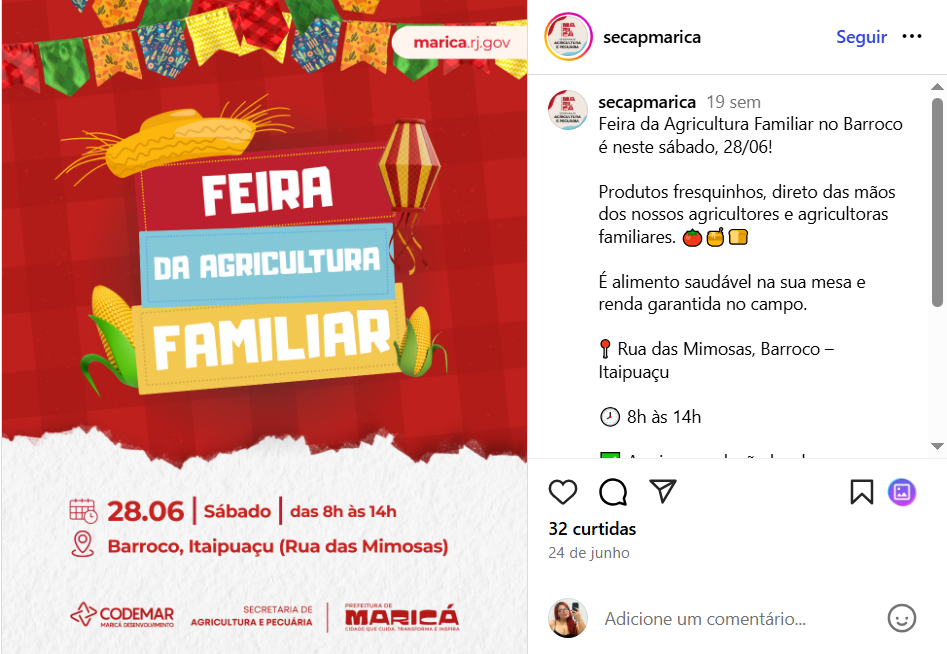 marica.rj.gov
FEIRA
DA AGRICULTURA
FAMILIAR
28.06 | Sábado | das 8h às 14h
Barroco, Itaipuaçu (Rua das Mimosas)
CODEMAR
MARICÁ DESENVOLVIMENTO
SECRETARIA DE
AGRICULTURA E PECUÁRIA
PREFEITURA DE
MARICÁ
CIDADE QUE CUIDA, TRANSFORMA E INSPIRA
secapmarica
Seguir
secapmarica 19 sem
Feira da Agricultura Familiar no Barroco
é neste sábado, 28/06!
Produtos fresquinhos, direto das mãos
dos nossos agricultores e agricultoras
familiares. 🍅🍯🍞
É alimento saudável na sua mesa e
renda garantida no campo.
📍 Rua das Mimosas, Barroco –
Itaipuaçu
🕗 8h às 14h
32 curtidas
24 de junho
Adicione um comentário...